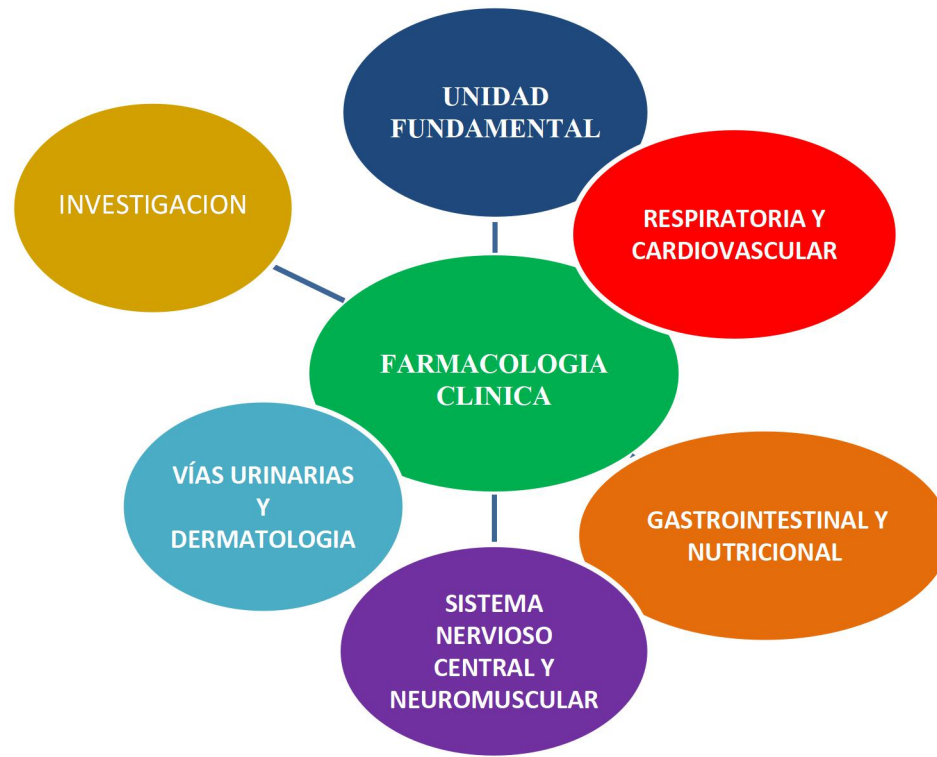 UNIDAD
FUNDAMENTAL
INVESTIGACION
RESPIRATORIA Y
CARDIOVASCULAR
FARMACOLOGIA
CLINICA
VÍAS URINARIAS
Y
DERMATOLOGIA
GASTROINTESTINAL Y
NUTRICIONAL
SISTEMA
NERVIOSO
CENTRAL Y
NEUROMUSCULAR